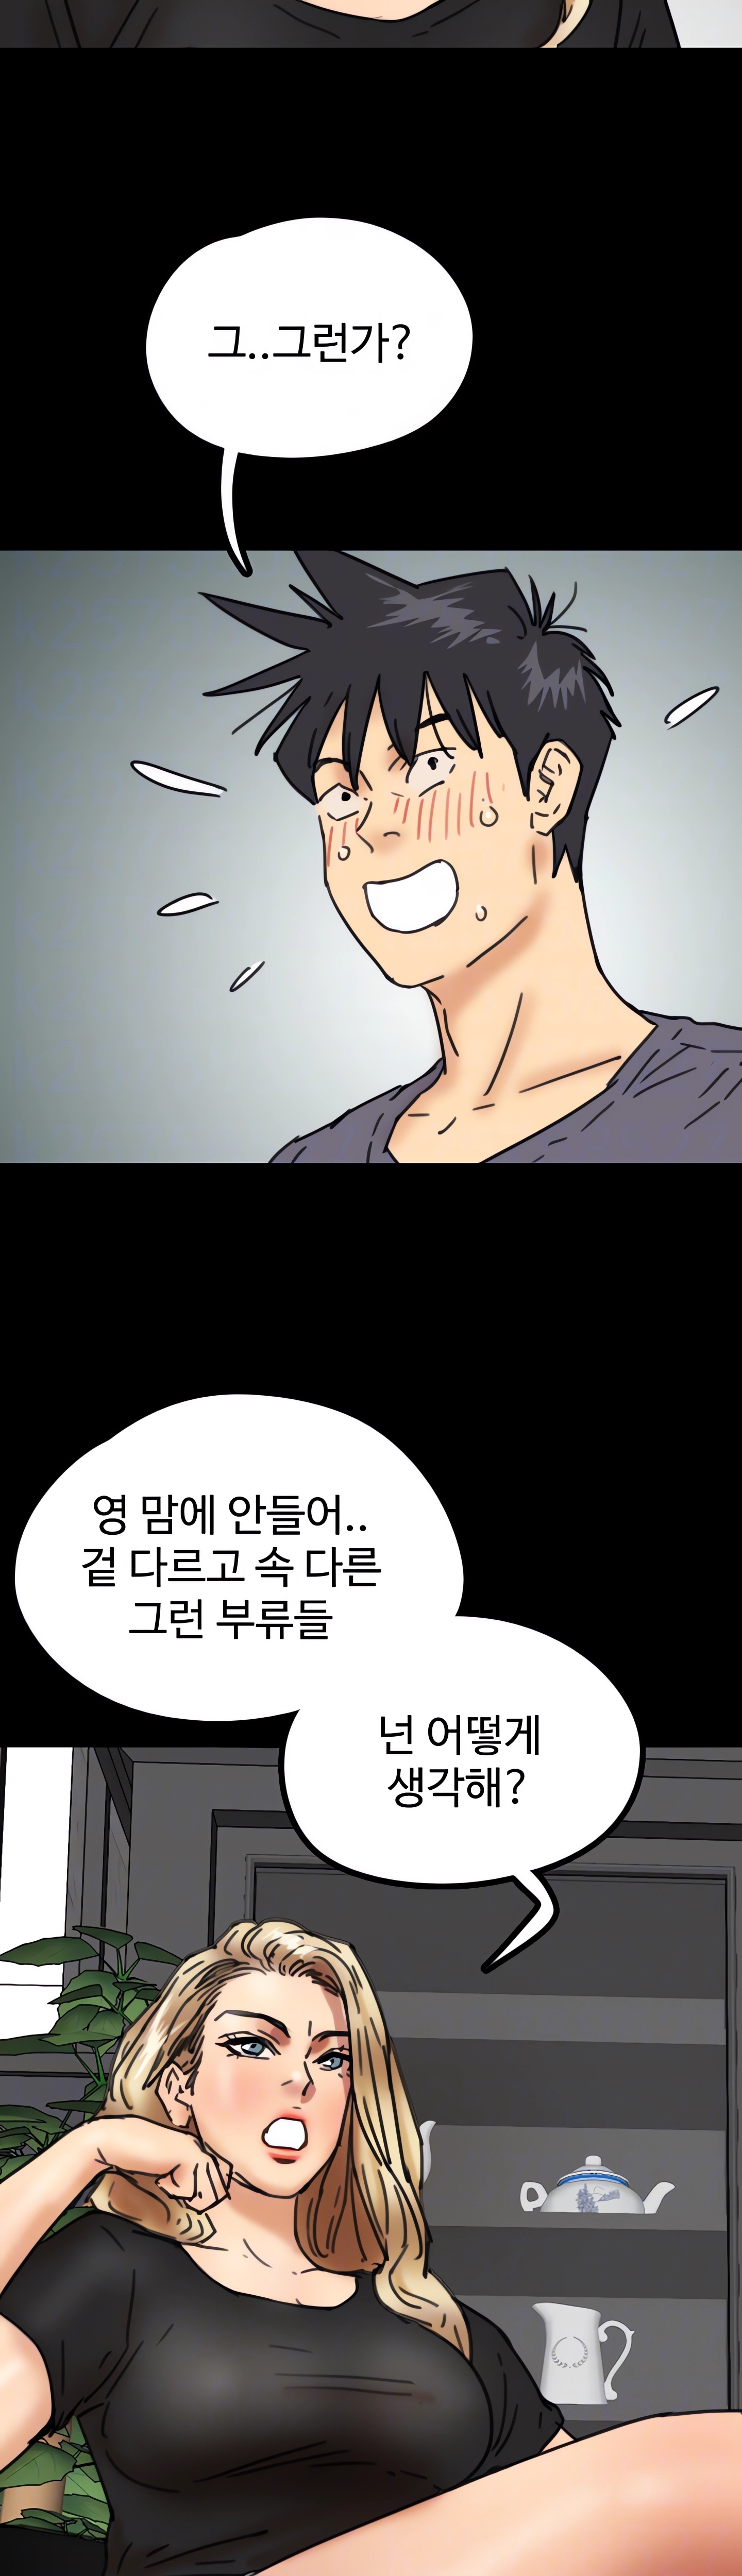 그..그런가?
영 맘에 안들어..
겉 다르고 속 다른
그런 부류들
넌 어떻게
생각해?